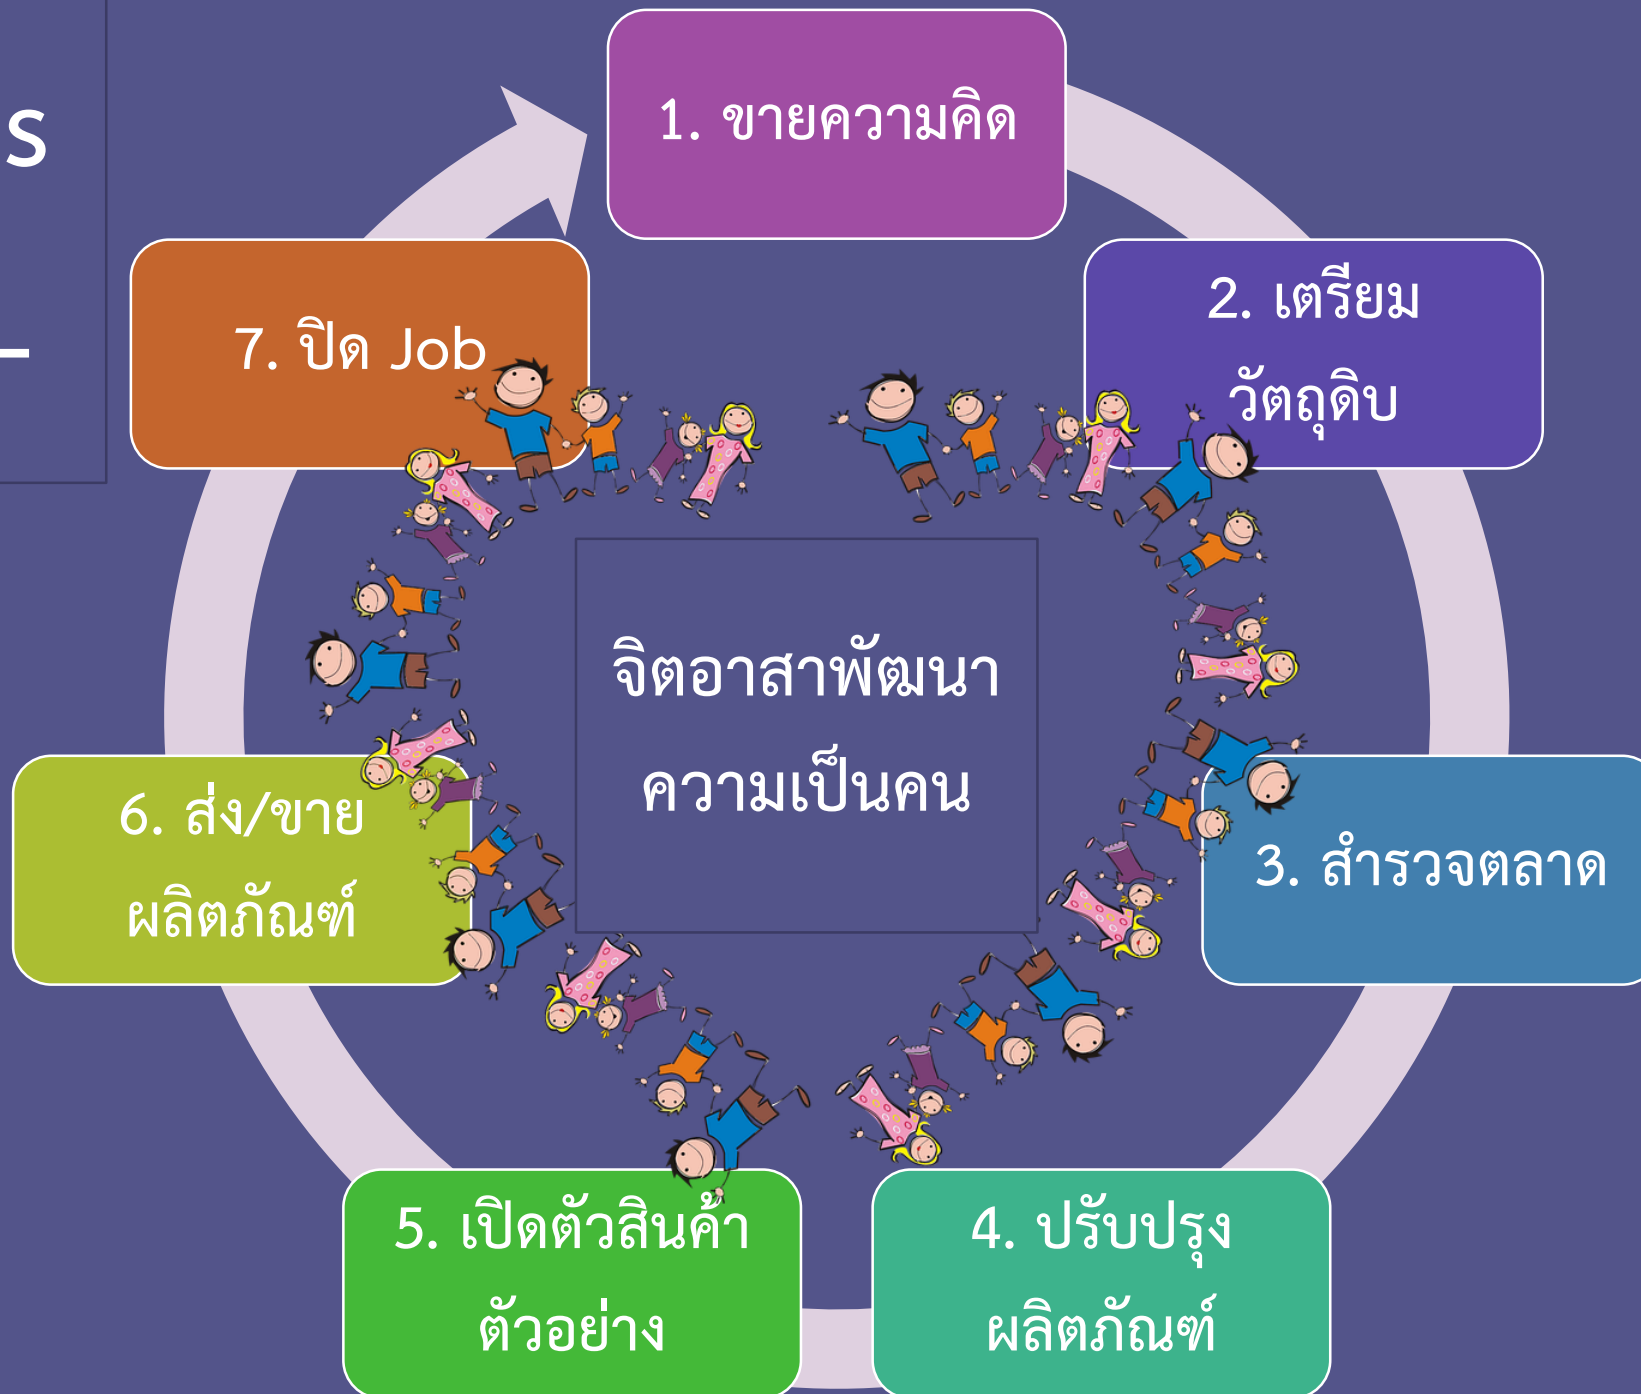 S
–
1. ขายความคิด
2. เตรียม
วัตถุดิบ
3. สำรวจตลาด
4. ปรับปรุง
ผลิตภัณฑ์
5. เปิดตัวสินค้า
ตัวอย่าง
6. ส่ง/ขาย
ผลิตภัณฑ์
7. ปิด Job
จิตอาสาพัฒนา
ความเป็นคน